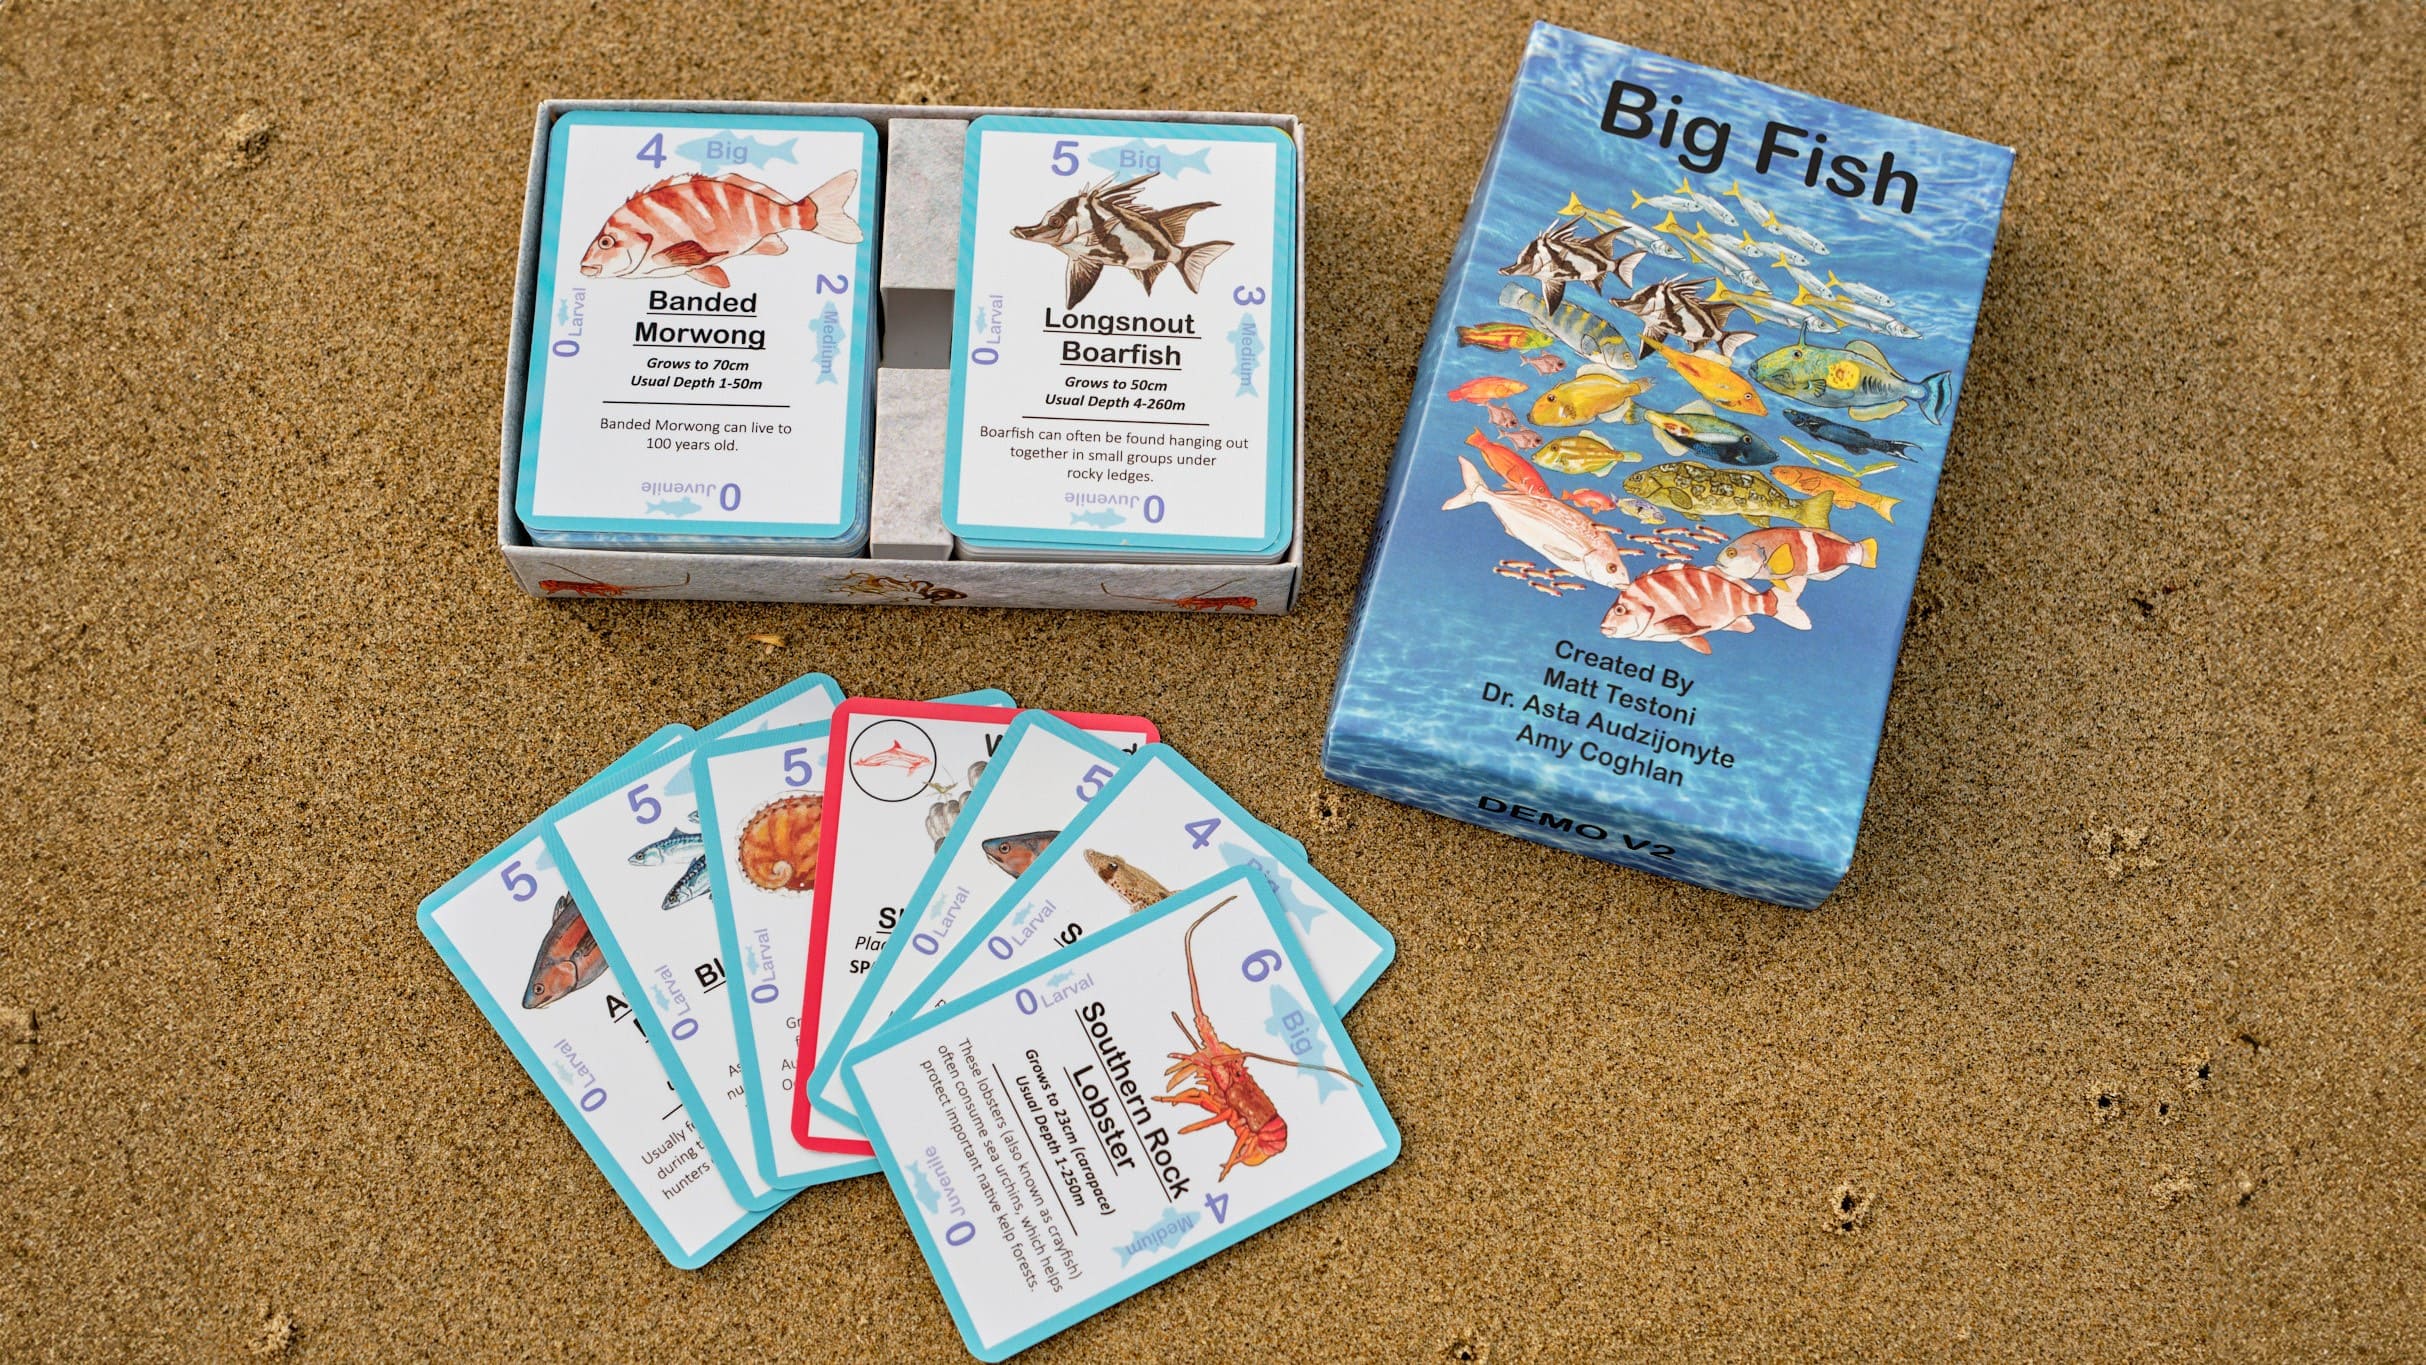 4 Big
Banded
Morwong
Grows to 70cm
Usual Depth 1-50m
Banded Morwong can live to
100 years old.
0 Larval
2 Medium
0 Juvenile
5 Big
Longsnout
Boarfish
Grows to 50cm
Usual Depth 4-260m
Boarfish can often be found hanging out
together in small groups under
rocky ledges.
0 Larval
3 Medium
0 Juvenile
Big Fish
Created By
Matt Testoni
Dr. Asta Audzijonyte
Amy Coghlan
DEMO V2
5
0 Larval
Usually
during
hunters
5
0 Larval
5
0 Larval
5
0 Larval
4 Big
0 Larval
6 Big
Southern Rock
Lobster
Grows to 23cm (carapace)
Usual Depth 1-250m
These lobsters (also known as crayfish)
often consume sea urchins, which helps
protect important native kelp forests.
0 Larval
4 Medium
0 Juvenile